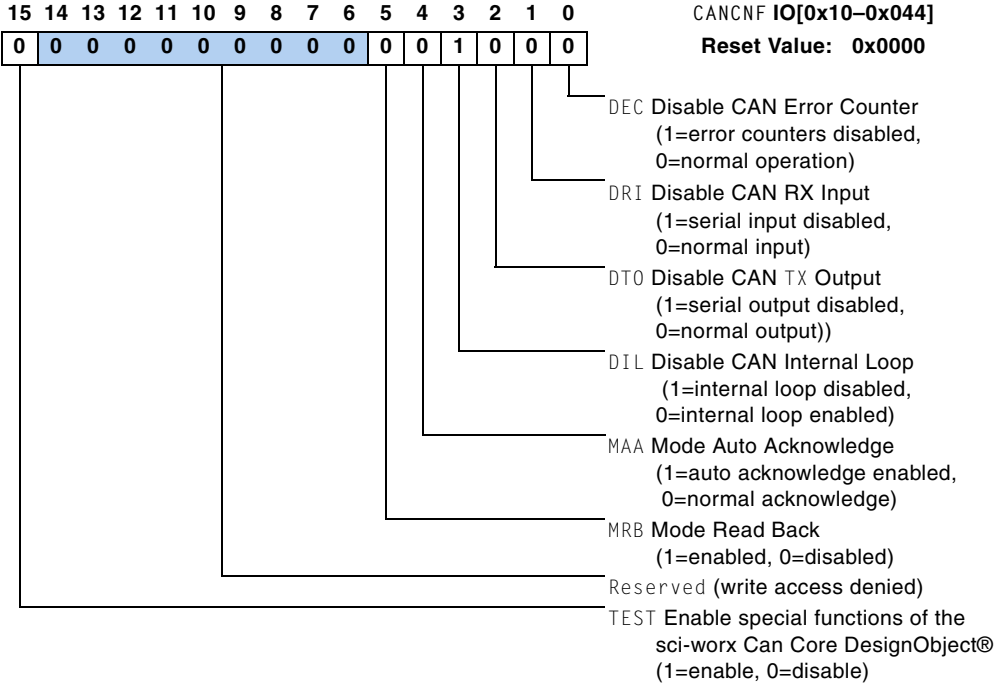 15 14 13 12 11 10 9 8 7 6 5 4 3 2 1 0
CANCNF IO[0x10–0x044]
0 0 0 0 0 0 0 0 0 0 0 0 1 0 0 0
Reset Value: 0x0000
DEC Disable CAN Error Counter
(1=error counters disabled,
0=normal operation)
DRI Disable CAN RX Input
(1=serial input disabled,
0=normal input)
DTO Disable CAN TX Output
(1=serial output disabled,
0=normal output))
DIL Disable CAN Internal Loop
(1=internal loop disabled,
0=internal loop enabled)
MAA Mode Auto Acknowledge
(1=auto acknowledge enabled,
0=normal acknowledge)
MRB Mode Read Back
(1=enabled, 0=disabled)
Reserved (write access denied)
TEST Enable special functions of the
sci-worx Can Core DesignObject®
(1=enable, 0=disable)